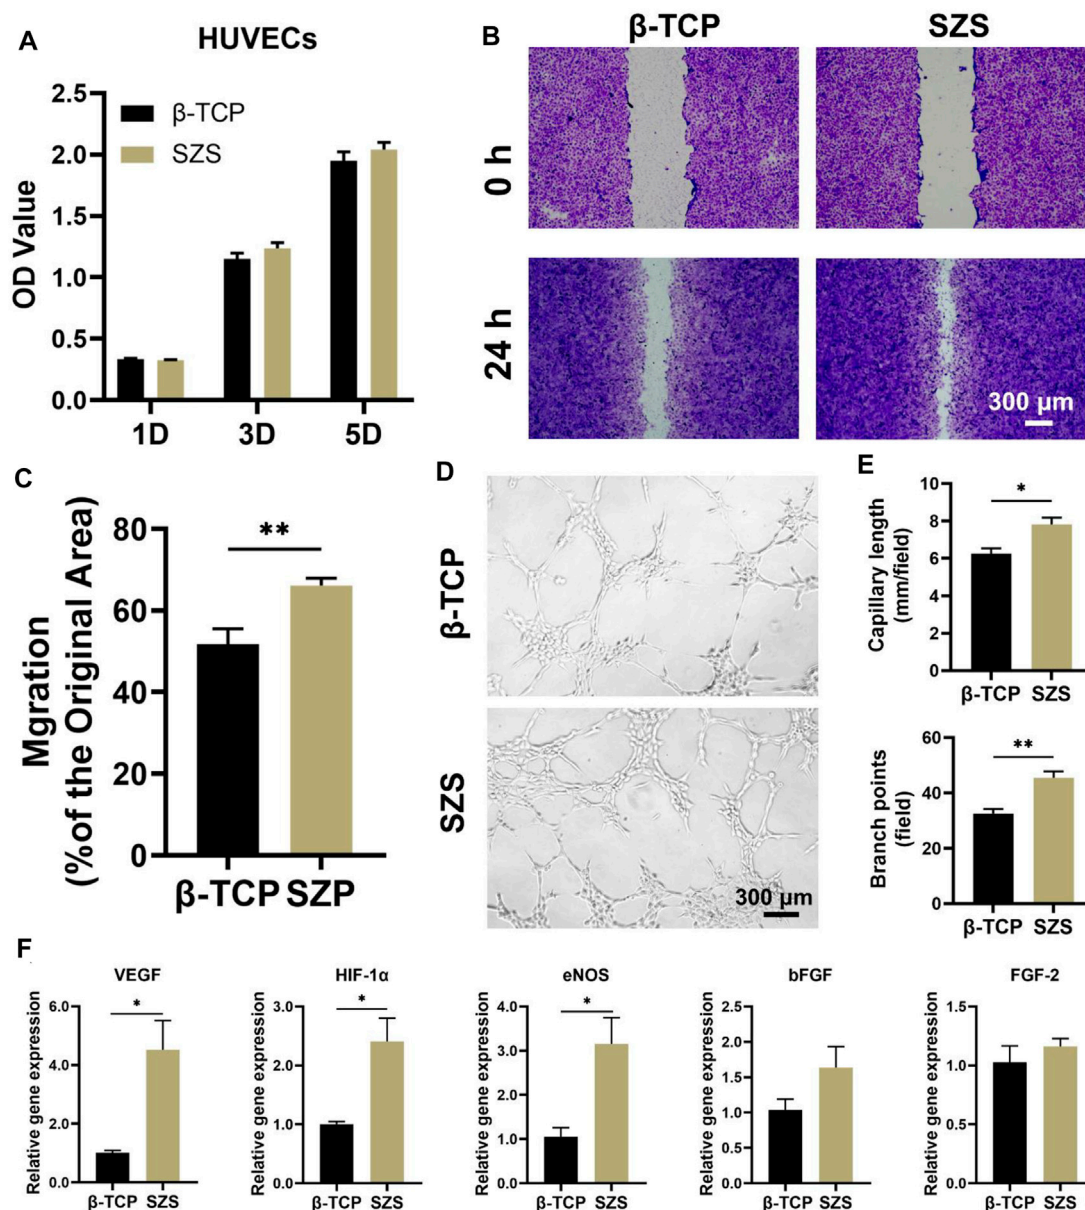 A
HUVECs
β-TCP
SZS
OD Value
2.5
2.0
1.5
1.0
0.5
0.0
1D
3D
5D
B
β-TCP
SZS
0 h
24 h
300 μm
C
Mgration
(%of the Original Area)
80
60
40
20
0
**
β-TCP
SZP
D
β-TCP
SZS
300 μm
E
Capillary length
(mm/field)
10
8
6
4
2
0
*
β-TCP
SZS
Branch points
(field)
60
40
20
0
**
β-TCP
SZS
F
VEGF
Relative gene expression
6.0
4.0
2.0
0.0
*
β-TCP SZS
HIF-1α
Relative gene expression
3.0
2.0
1.0
0.0
*
β-TCP SZS
eNOS
Relative gene expression
4.0
3.0
2.0
1.0
0.0
*
β-TCP SZS
bFGF
Relative gene expression
2.5
2.0
1.5
1.0
0.5
0.0
β-TCP SZS
FGF-2
Relative gene expression
1.5
1.0
0.5
0.0
β-TCP SZS